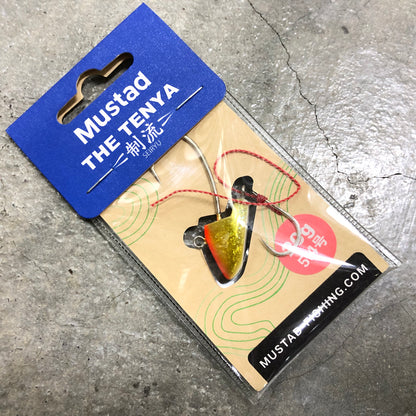 Mustad
THE TENYA
制流
SEIRYU
MUSTAD-FISHING.COM